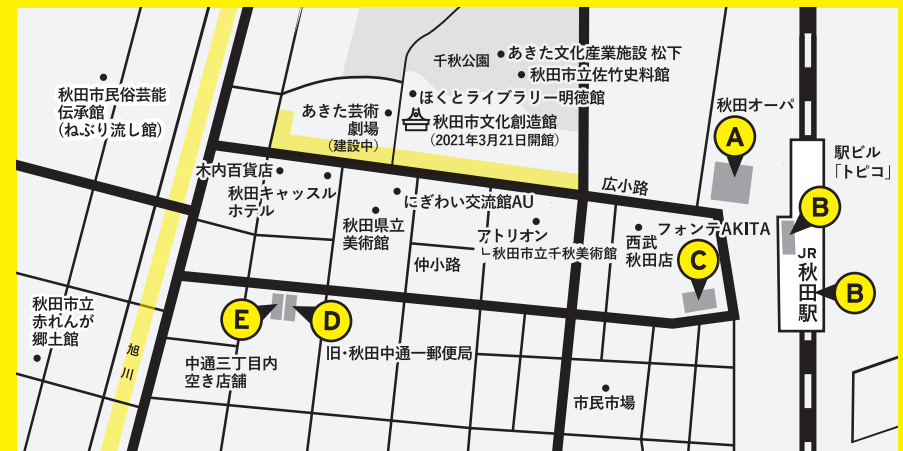 千秋公園
あきた文化産業施設 松下
秋田市立佐竹史料館
ほくとライブラリー明徳館
秋田市文化創造館
(2021年3月21日開館)
あきた芸術
劇場
(建設中)
秋田市民俗芸能
伝承館
(ねぶり流し館)
秋田オーパ
A
駅ビル
「トピコ」
B
木内百貨店
秋田キャッスル
ホテル
にぎわい交流館AU
広小路
秋田県立
美術館
アトリオン
秋田市立千秋美術館
仲小路
西武
秋田店
フォンテAKITA
C
JR
秋田駅
B
秋田市立
赤れんが
郷土館
旭川
E
D
中通三丁目内
空き店舗
旧・秋田中通一郵便局
市民市場